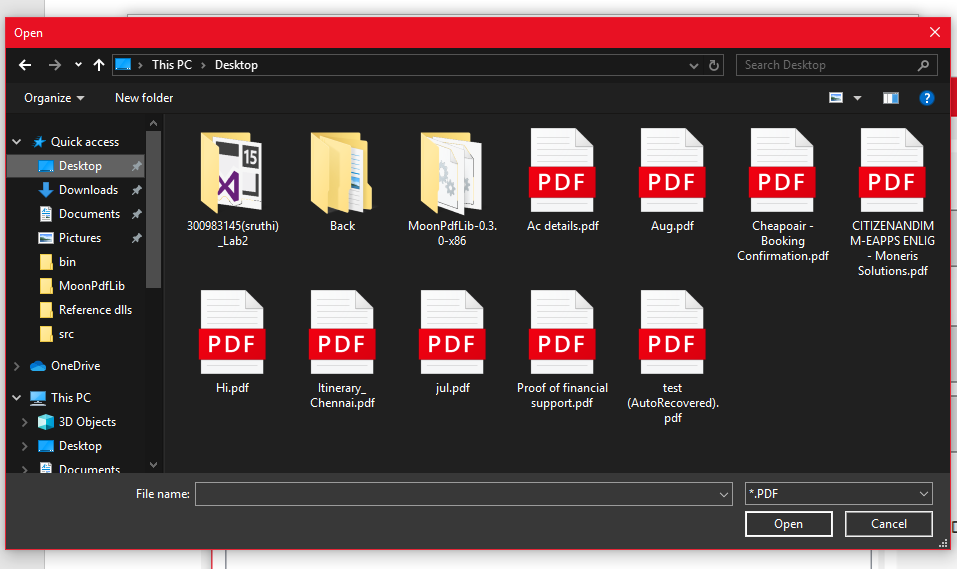 Open
This PC
Desktop
Search Desktop
Organize
New folder
Quick access
Desktop
Downloads
Documents
Pictures
bin
MoonPdfLib
Reference dlls
src
OneDrive
This PC
3D Objects
Desktop
Documents
15
300983145(sruthi)
_Lab2
Back
MoonPdfLib-0.3.
0-x86
PDF
Ac details.pdf
PDF
Aug.pdf
PDF
Cheapoair -
Booking
Confirmation.pdf
PDF
CITIZENANDIM
M-EAPPS ENLIG
- Moneris
Solutions.pdf
PDF
Hi.pdf
PDF
Itinerary_
Chennai.pdf
PDF
jul.pdf
PDF
Proof of financial
support.pdf
PDF
test
(AutoRecovered).
pdf
File name:
*.PDF
Open
Cancel